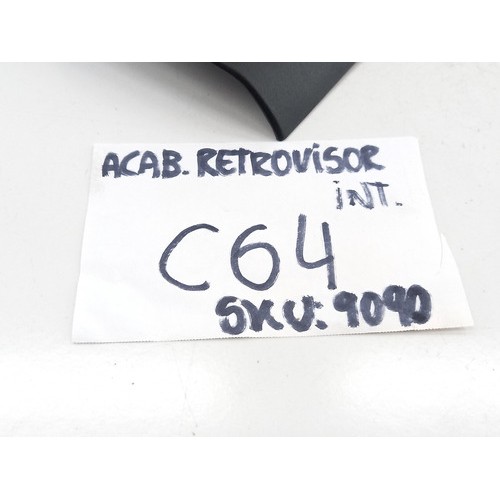 ACAB. RETROVISOR
INT.
C64
SKU: 9090